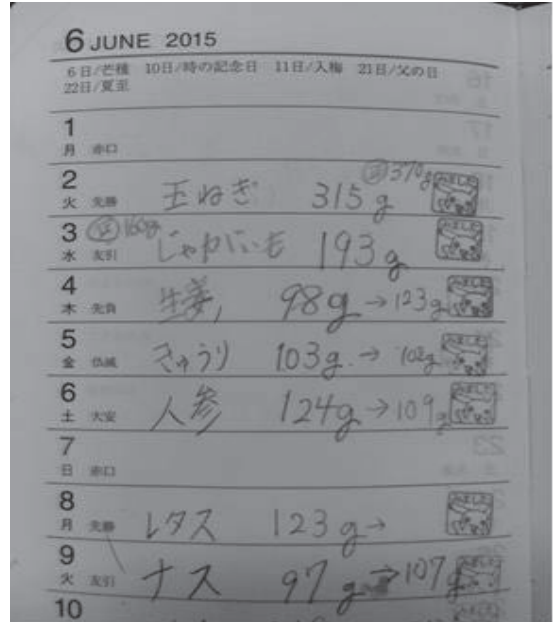 6 JUNE 2015
6日/芒種 10日/時の記念日 11日/入梅 21日/父の日
22日/夏至
1
月 赤口
2 正 370g
火 先勝 玉ねぎ 315g
3 正 160g
水 友引 じゃがいも 193g
4
木 先負 生姜 98g→123g
5
金 仏滅 きゅうり 103g→102g
6
土 大安 人参 124g→109g
7
日 赤口
8
月 先勝 レタス 123g→
9
火 友引 ナス 97g→107g
10